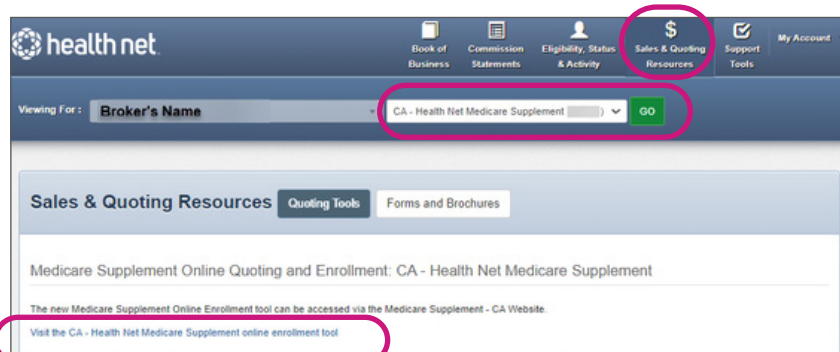 health net.
Book of Business
Commission Statements
Eligibility, Status & Activity
Sales & Quoting Resources
Support Tools
My Account
Viewing For :
Broker's Name
CA - Health Net Medicare Supplement )
GO
Sales & Quoting Resources
Quoting Tools
Forms and Brochures
Medicare Supplement Online Quoting and Enrollment: CA - Health Net Medicare Supplement
The new Medicare Supplement Online Enrollment tool can be accessed via the Medicare Supplement - CA Website.
Visit the CA - Health Net Medicare Supplement online enrollment tool